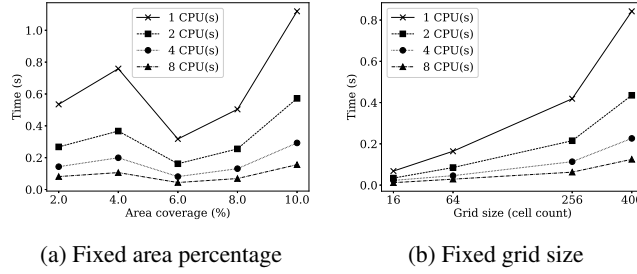 1 CPU(s)
2 CPU(s)
4 CPU(s)
8 CPU(s)
Time (s)
1.0
0.8
0.6
0.4
0.2
0.0
2.0 4.0 6.0 8.0 10.0
Area coverage (%)
(a) Fixed area percentage
1 CPU(s)
2 CPU(s)
4 CPU(s)
8 CPU(s)
Time (s)
0.8
0.6
0.4
0.2
0.0
16 64 256 400
Grid size (cell count)
(b) Fixed grid size